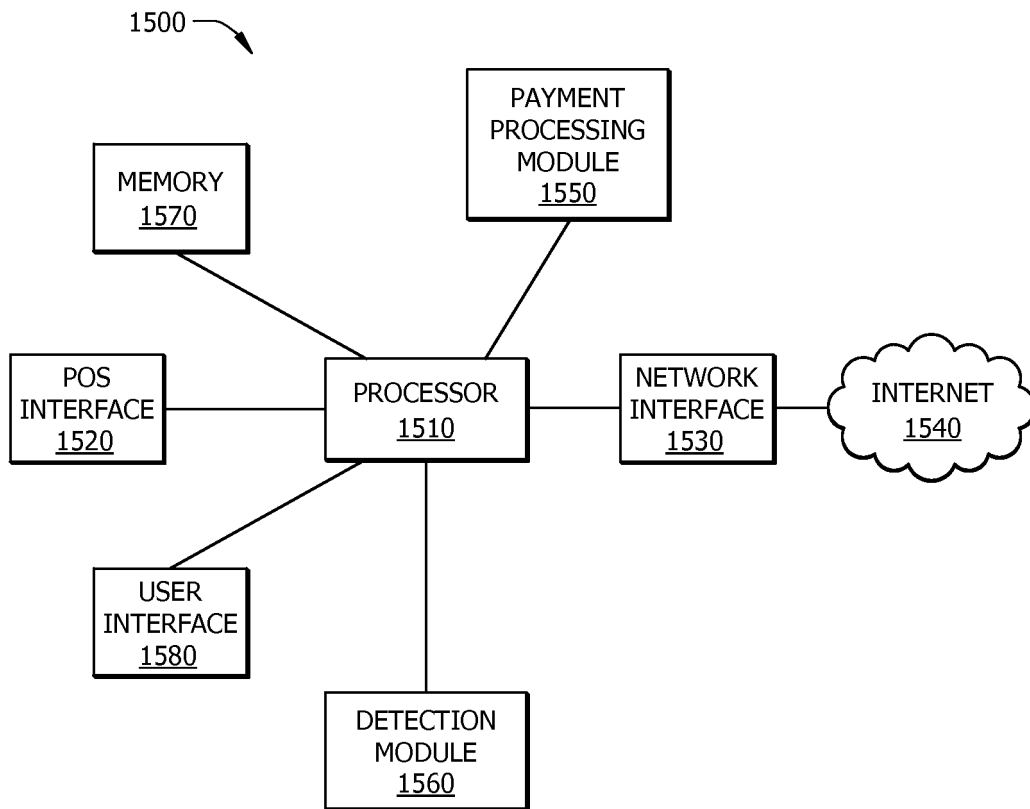 1500
PAYMENT
PROCESSING
MODULE
1550
MEMORY
1570
POS
INTERFACE
1520
PROCESSOR
1510
NETWORK
INTERFACE
1530
INTERNET
1540
USER
INTERFACE
1580
DETECTION
MODULE
1560